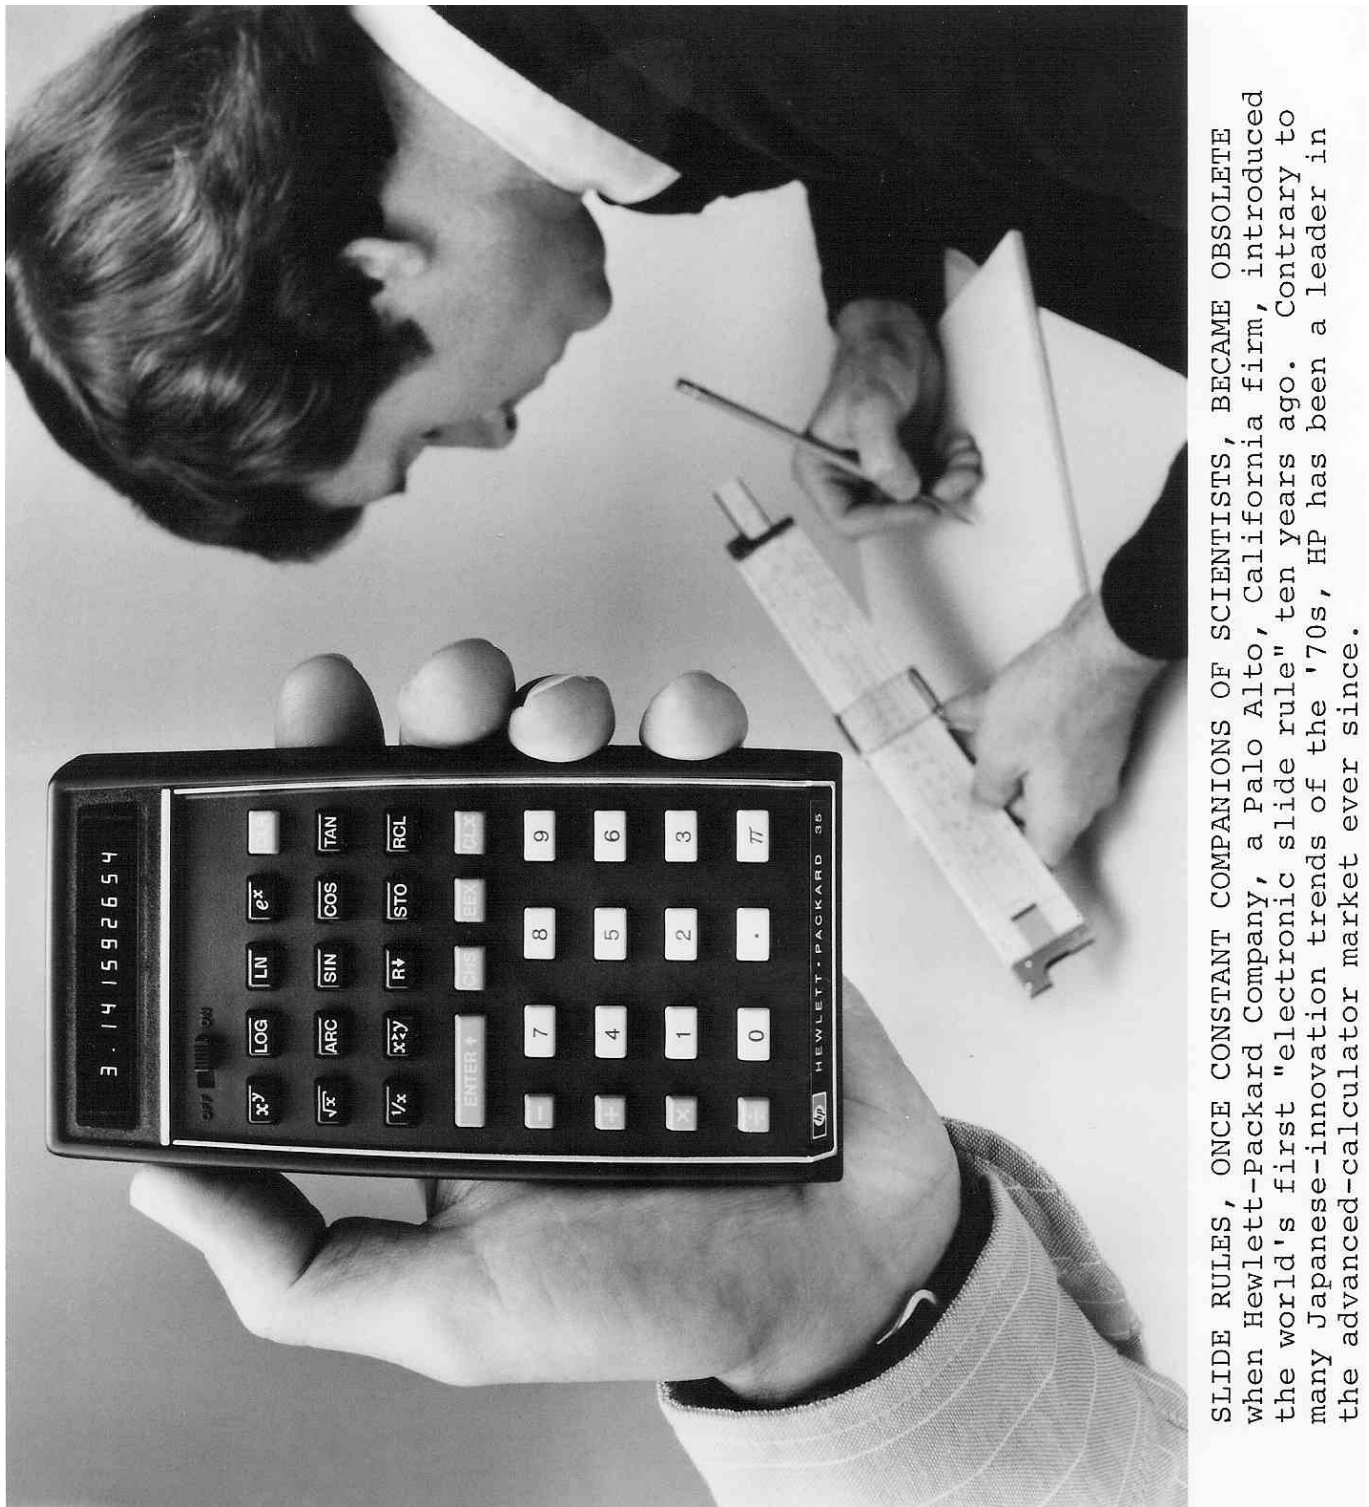 3.141592654
OFF ON
xʸ LOG LN eˣ CLR
√x ARC SIN COS TAN
1/x x≷y R↓ STO RCL
ENTER↑ CHS EEX CLX
− 7 8 9
+ 4 5 6
× 1 2 3
÷ 0 . π
hp HEWLETT·PACKARD 35
SLIDE RULES, ONCE CONSTANT COMPANIONS OF SCIENTISTS, BECAME OBSOLETE
when Hewlett-Packard Company, a Palo Alto, California firm, introduced
the world's first "electronic slide rule" ten years ago. Contrary to
many Japanese-innovation trends of the '70s, HP has been a leader in
the advanced-calculator market ever since.